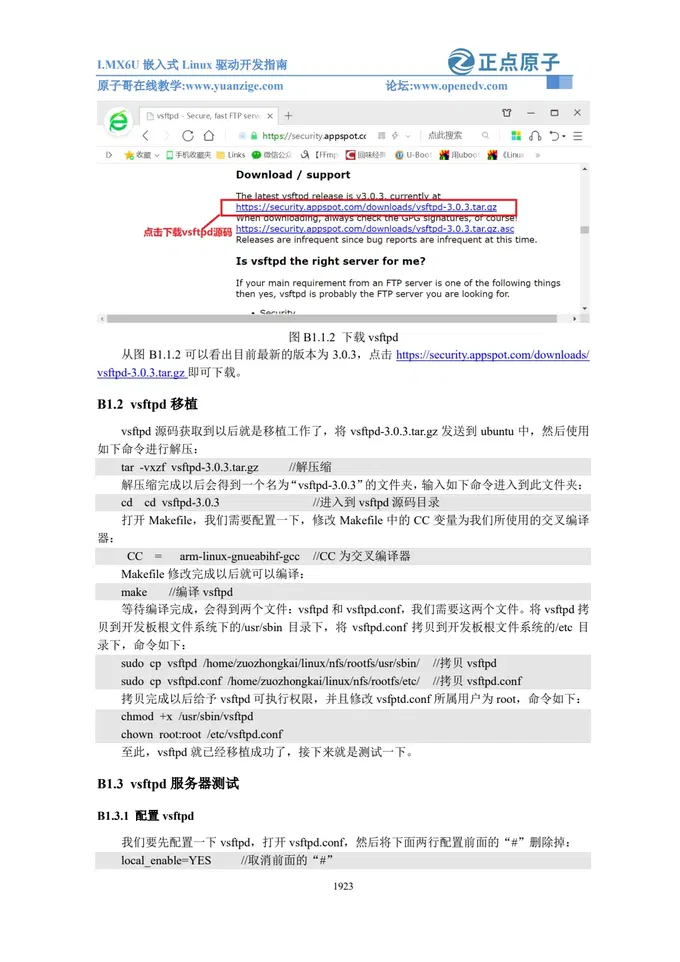 I.MX6U 嵌入式 Linux 驱动开发指南
正点原子
原子哥在线教学:www.yuanzige.com 论坛:www.openedv.com
vsftpd - Secure, fast FTP serve
https://security.appspot.cc 点此搜索
收藏 手机收藏夹 Links 微信公众 【FFmp 回味经典 U-Boot 用uboot 《Linux »
Download / support
The latest vsftpd release is v3.0.3, currently at
https://security.appspot.com/downloads/vsftpd-3.0.3.tar.gz
When downloading, always check the GPG signatures, of course!
点击下载vsftpd源码
https://security.appspot.com/downloads/vsftpd-3.0.3.tar.gz.asc
Releases are infrequent since bug reports are infrequent at this time.
Is vsftpd the right server for me?
If your main requirement from an FTP server is one of the following things
then yes, vsftpd is probably the FTP server you are looking for.
• Security
图 B1.1.2 下载 vsftpd
从图 B1.1.2 可以看出目前最新的版本为 3.0.3，点击 https://security.appspot.com/downloads/
vsftpd-3.0.3.tar.gz 即可下载。
B1.2 vsftpd 移植
vsftpd 源码获取到以后就是移植工作了，将 vsftpd-3.0.3.tar.gz 发送到 ubuntu 中，然后使用
如下命令进行解压：
tar -vxzf vsftpd-3.0.3.tar.gz //解压缩
解压缩完成以后会得到一个名为“vsftpd-3.0.3”的文件夹，输入如下命令进入到此文件夹：
cd cd vsftpd-3.0.3 //进入到 vsftpd 源码目录
打开 Makefile，我们需要配置一下，修改 Makefile 中的 CC 变量为我们所使用的交叉编译
器：
CC = arm-linux-gnueabihf-gcc //CC 为交叉编译器
Makefile 修改完成以后就可以编译：
make //编译 vsftpd
等待编译完成，会得到两个文件：vsftpd 和 vsftpd.conf，我们需要这两个文件。将 vsftpd 拷
贝到开发板根文件系统下的/usr/sbin 目录下，将 vsftpd.conf 拷贝到开发板根文件系统的/etc 目
录下，命令如下：
sudo cp vsftpd /home/zuozhongkai/linux/nfs/rootfs/usr/sbin/ //拷贝 vsftpd
sudo cp vsftpd.conf /home/zuozhongkai/linux/nfs/rootfs/etc/ //拷贝 vsftpd.conf
拷贝完成以后给予 vsftpd 可执行权限，并且修改 vsfptd.conf 所属用户为 root，命令如下：
chmod +x /usr/sbin/vsftpd
chown root:root /etc/vsftpd.conf
至此，vsftpd 就已经移植成功了，接下来就是测试一下。
B1.3 vsftpd 服务器测试
B1.3.1 配置 vsftpd
我们要先配置一下 vsftpd，打开 vsftpd.conf，然后将下面两行配置前面的“#”删除掉：
local_enable=YES //取消前面的“#”
1923